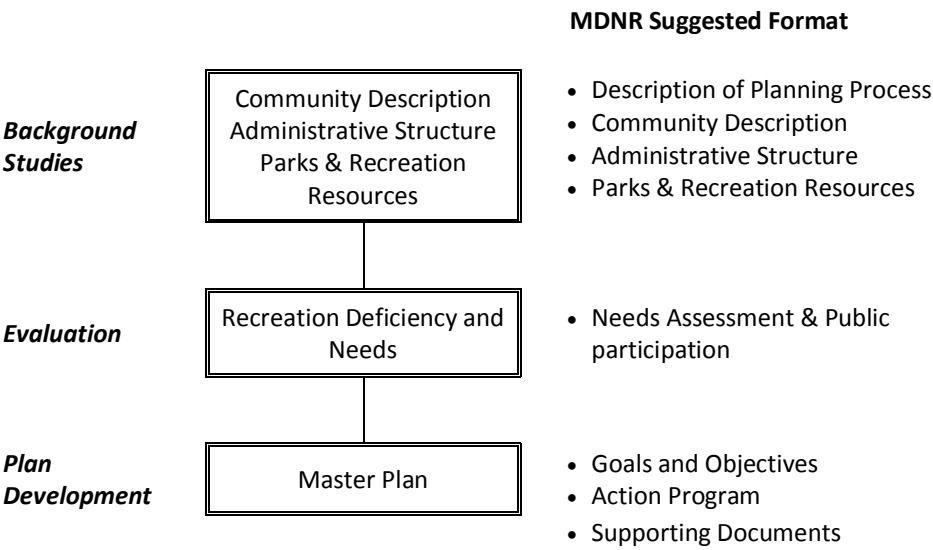 MDNR Suggested Format
Background
Studies
Community Description
Administrative Structure
Parks & Recreation
Resources
• Description of Planning Process
• Community Description
• Administrative Structure
• Parks & Recreation Resources
Evaluation
Recreation Deficiency and
Needs
• Needs Assessment & Public
participation
Plan
Development
Master Plan
• Goals and Objectives
• Action Program
• Supporting Documents